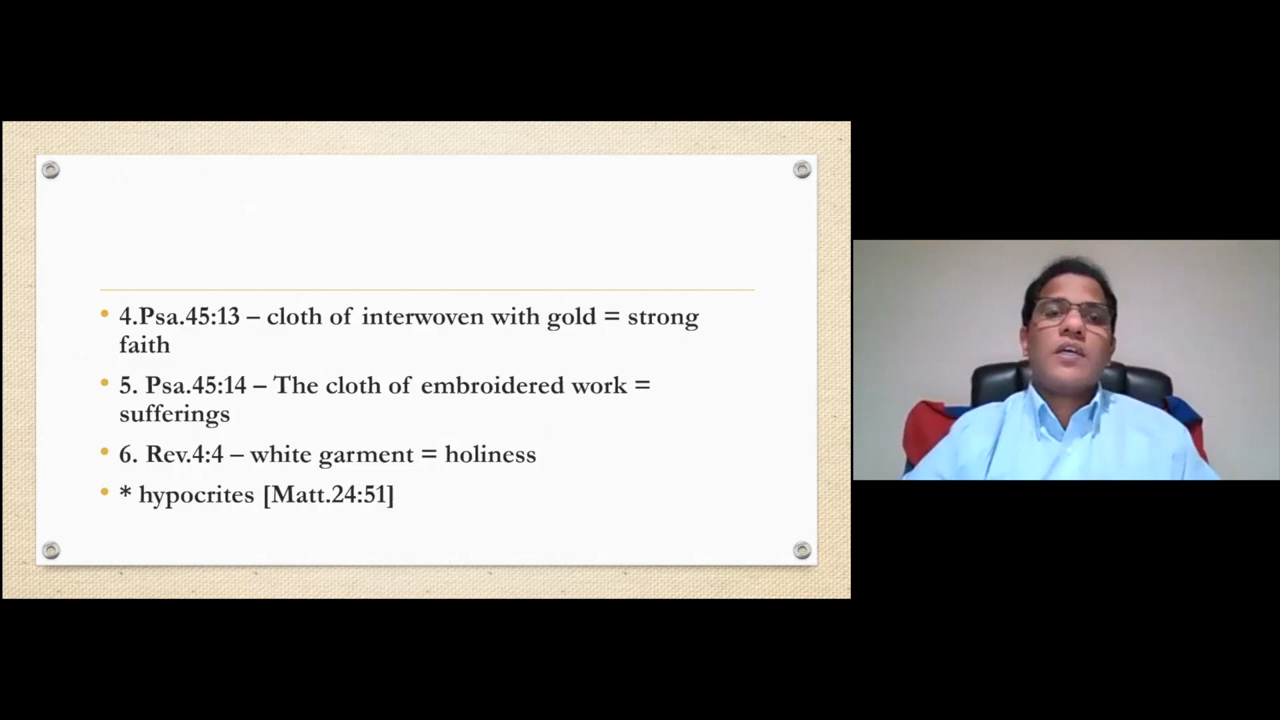 • 4.Psa.45:13 – cloth of interwoven with gold = strong
faith
• 5. Psa.45:14 – The cloth of embroidered work =
sufferings
• 6. Rev.4:4 – white garment = holiness
• * hypocrites [Matt.24:51]